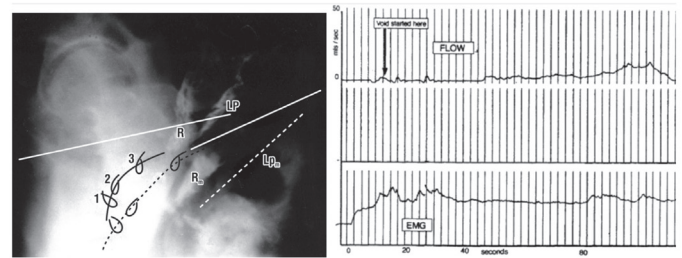 LP
R
3
2
1
Rₙ
Lpₙ
50
mls / sec
0
Void started here
FLOW
EMG
0 20 40 seconds 80